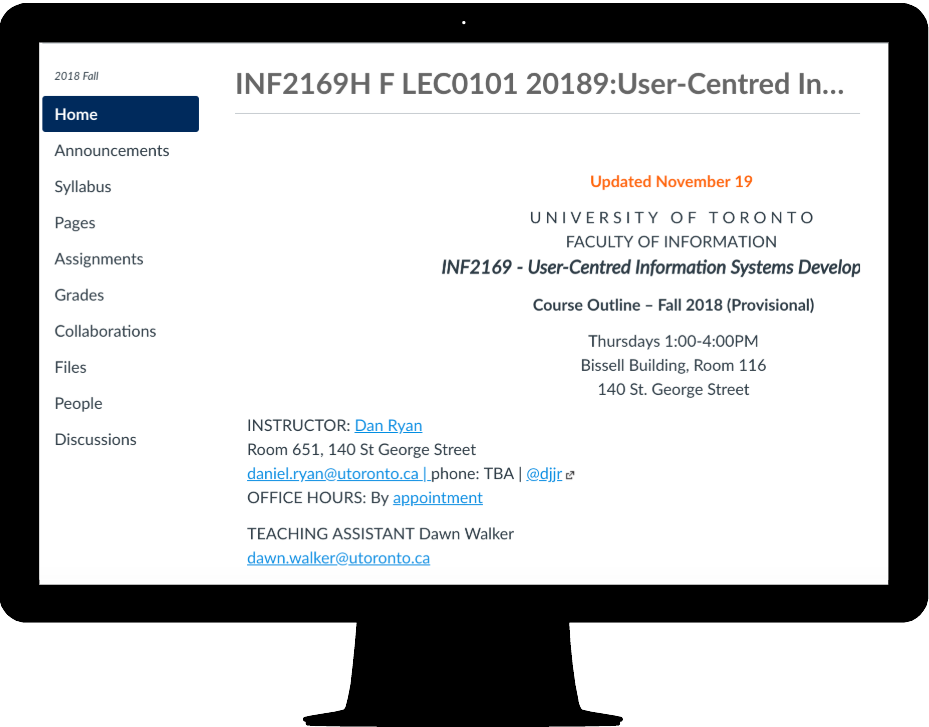 2018 Fall
INF2169H F LEC0101 20189:User-Centred In...
Home
Announcements
Syllabus
Pages
Assignments
Grades
Collaborations
Files
People
Discussions
Updated November 19
UNIVERSITY OF TORONTO
FACULTY OF INFORMATION
INF2169 - User-Centred Information Systems Develop
Course Outline – Fall 2018 (Provisional)
Thursdays 1:00-4:00PM
Bissell Building, Room 116
140 St. George Street
INSTRUCTOR: Dan Ryan
Room 651, 140 St George Street
daniel.ryan@utoronto.ca | phone: TBA | @djjr
OFFICE HOURS: By appointment
TEACHING ASSISTANT Dawn Walker
dawn.walker@utoronto.ca